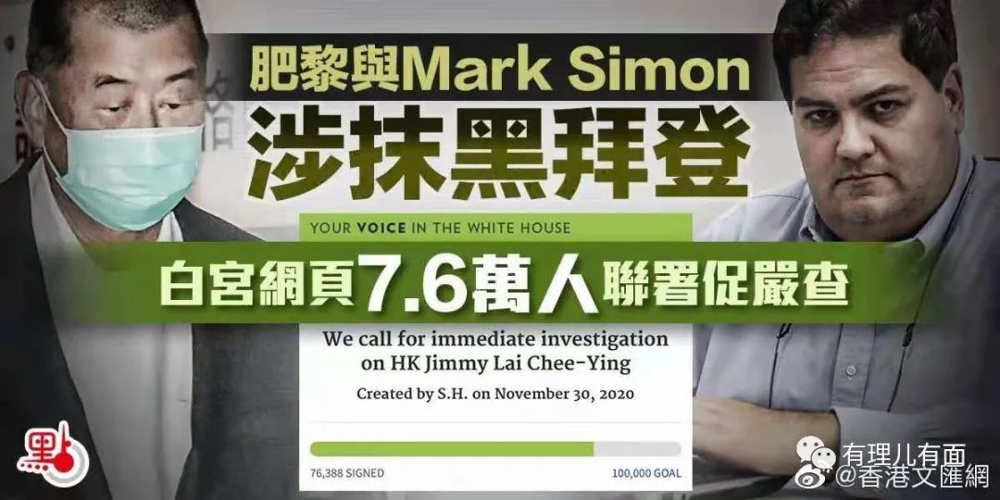 肥黎與Mark Simon
涉抹黑拜登
YOUR VOICE IN THE WHITE HOUSE
白宮網頁7.6萬人聯署促嚴查
We call for immediate investigation
on HK Jimmy Lai Chee-Ying
Created by S.H. on November 30, 2020
76,388 SIGNED
100,000 GOAL
點
有理儿有面
@香港文匯網